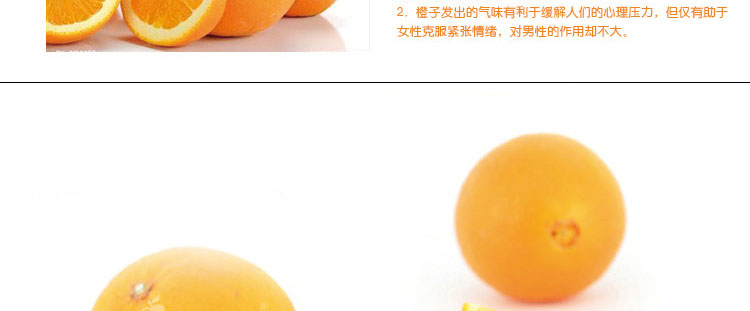 2、橙子发出的气味有利于缓解人们的心理压力，但仅有助于
女性克服紧张情绪，对男性的作用却不大。